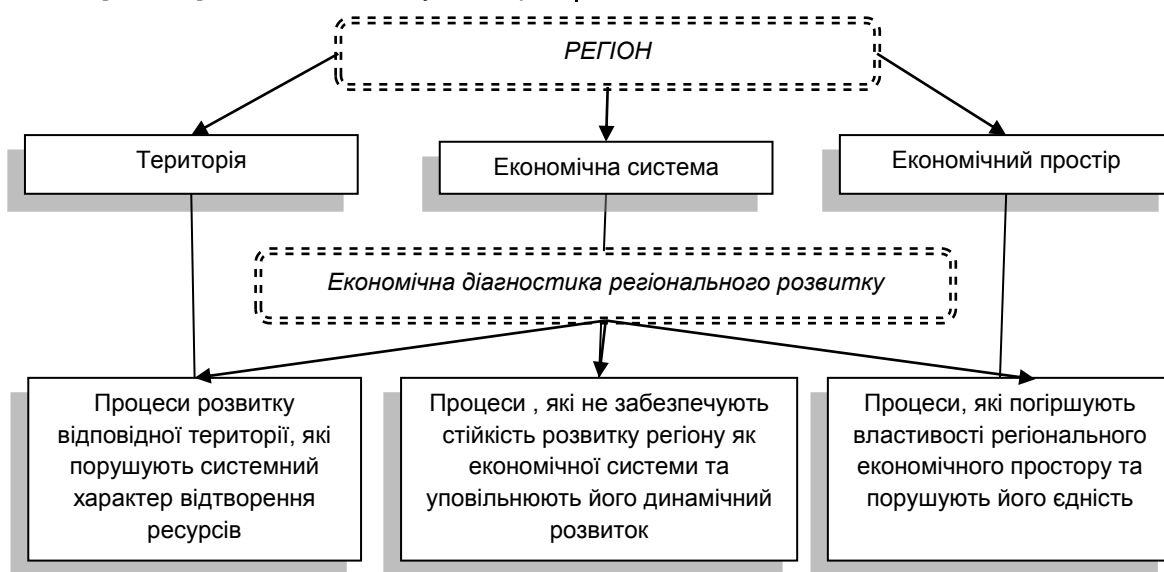 РЕГІОН
Територія
Економічна система
Економічний простір
Економічна діагностика регіонального розвитку
Процеси розвитку
відповідної території, які
порушують системний
характер відтворення
ресурсів
Процеси , які не забезпечують
стійкість розвитку регіону як
економічної системи та
уповільнюють його динамічний
розвиток
Процеси, які погіршують
властивості регіонального
економічного простору та
порушують його єдність